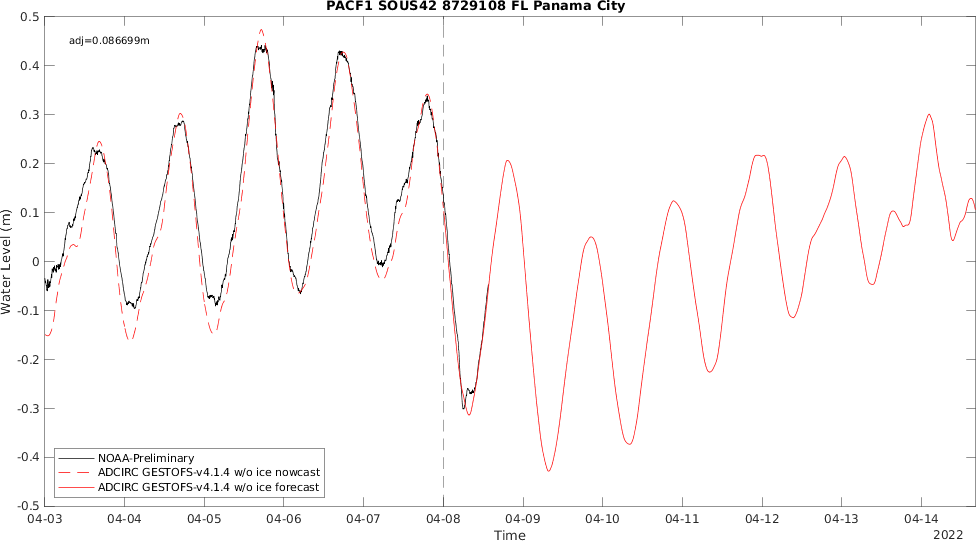 PACF1 SOUS42 8729108 FL Panama City
adj=0.086699m
0.5
0.4
0.3
0.2
0.1
0
-0.1
-0.2
-0.3
-0.4
-0.5
Water Level (m)
NOAA-Preliminary
ADCIRC GESTOFS-v4.1.4 w/o ice nowcast
ADCIRC GESTOFS-v4.1.4 w/o ice forecast
04-03 04-04 04-05 04-06 04-07 04-08 04-09 04-10 04-11 04-12 04-13 04-14
Time
2022